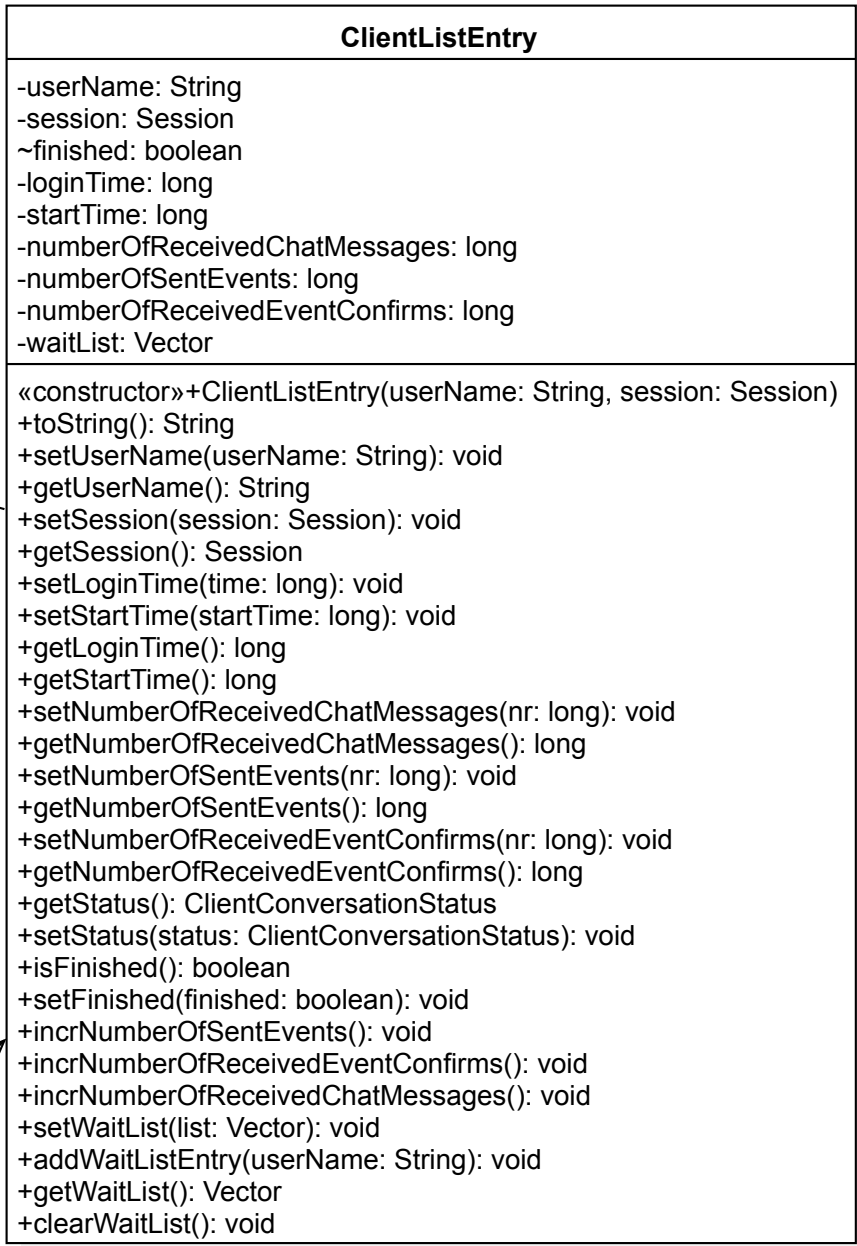 ClientListEntry
-userName: String
-session: Session
~finished: boolean
-loginTime: long
-startTime: long
-numberOfReceivedChatMessages: long
-numberOfSentEvents: long
-numberOfReceivedEventConfirms: long
-waitList: Vector
«constructor»+ClientListEntry(userName: String, session: Session)
+toString(): String
+setUserName(userName: String): void
+getUserName(): String
+setSession(session: Session): void
+getSession(): Session
+setLoginTime(time: long): void
+setStartTime(startTime: long): void
+getLoginTime(): long
+getStartTime(): long
+setNumberOfReceivedChatMessages(nr: long): void
+getNumberOfReceivedChatMessages(): long
+setNumberOfSentEvents(nr: long): void
+getNumberOfSentEvents(): long
+setNumberOfReceivedEventConfirms(nr: long): void
+getNumberOfReceivedEventConfirms(): long
+getStatus(): ClientConversationStatus
+setStatus(status: ClientConversationStatus): void
+isFinished(): boolean
+setFinished(finished: boolean): void
+incrNumberOfSentEvents(): void
+incrNumberOfReceivedEventConfirms(): void
+incrNumberOfReceivedChatMessages(): void
+setWaitList(list: Vector): void
+addWaitListEntry(userName: String): void
+getWaitList(): Vector
+clearWaitList(): void